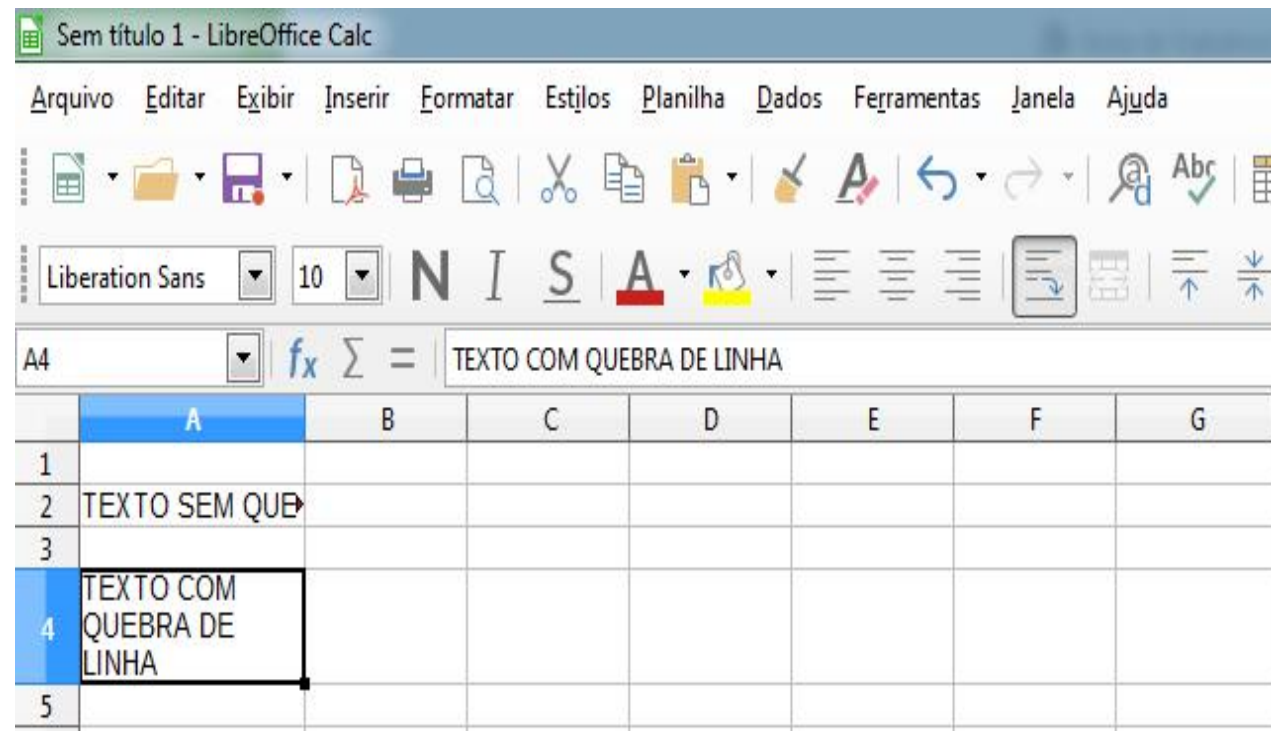 Sem título 1 - LibreOffice Calc
Arquivo Editar Exibir Inserir Formatar Estilos Planilha Dados Ferramentas Janela Ajuda
Abc
Liberation Sans 10 N I S A
A4 fx Σ = TEXTO COM QUEBRA DE LINHA
A B C D E F G
1
2 TEXTO SEM QUE
3
TEXTO COM
4 QUEBRA DE
LINHA
5